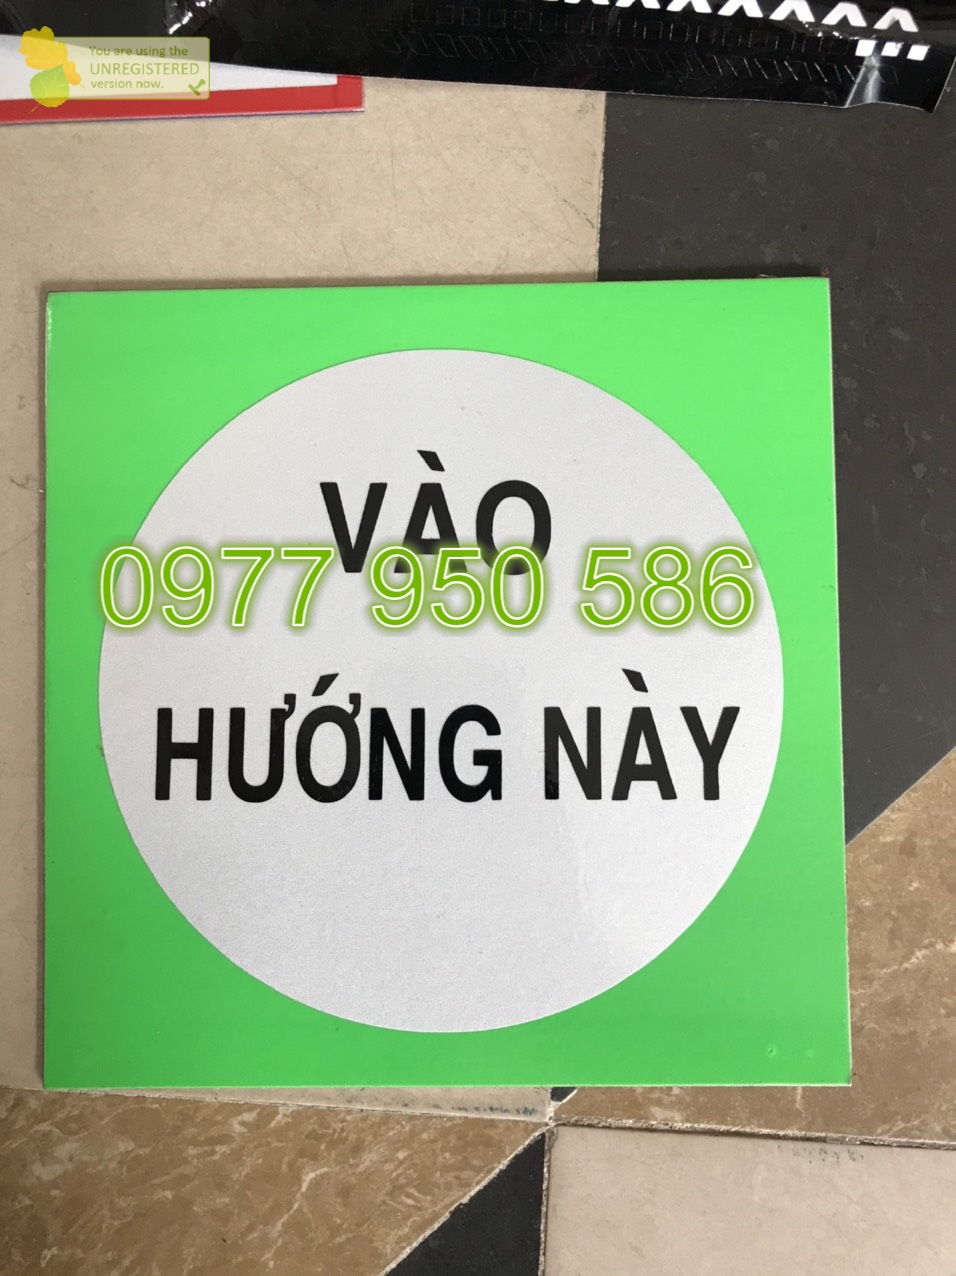 You are using the
UNREGISTERED
version now.
VÀO
0977 950 586
HƯỚNG NÀY